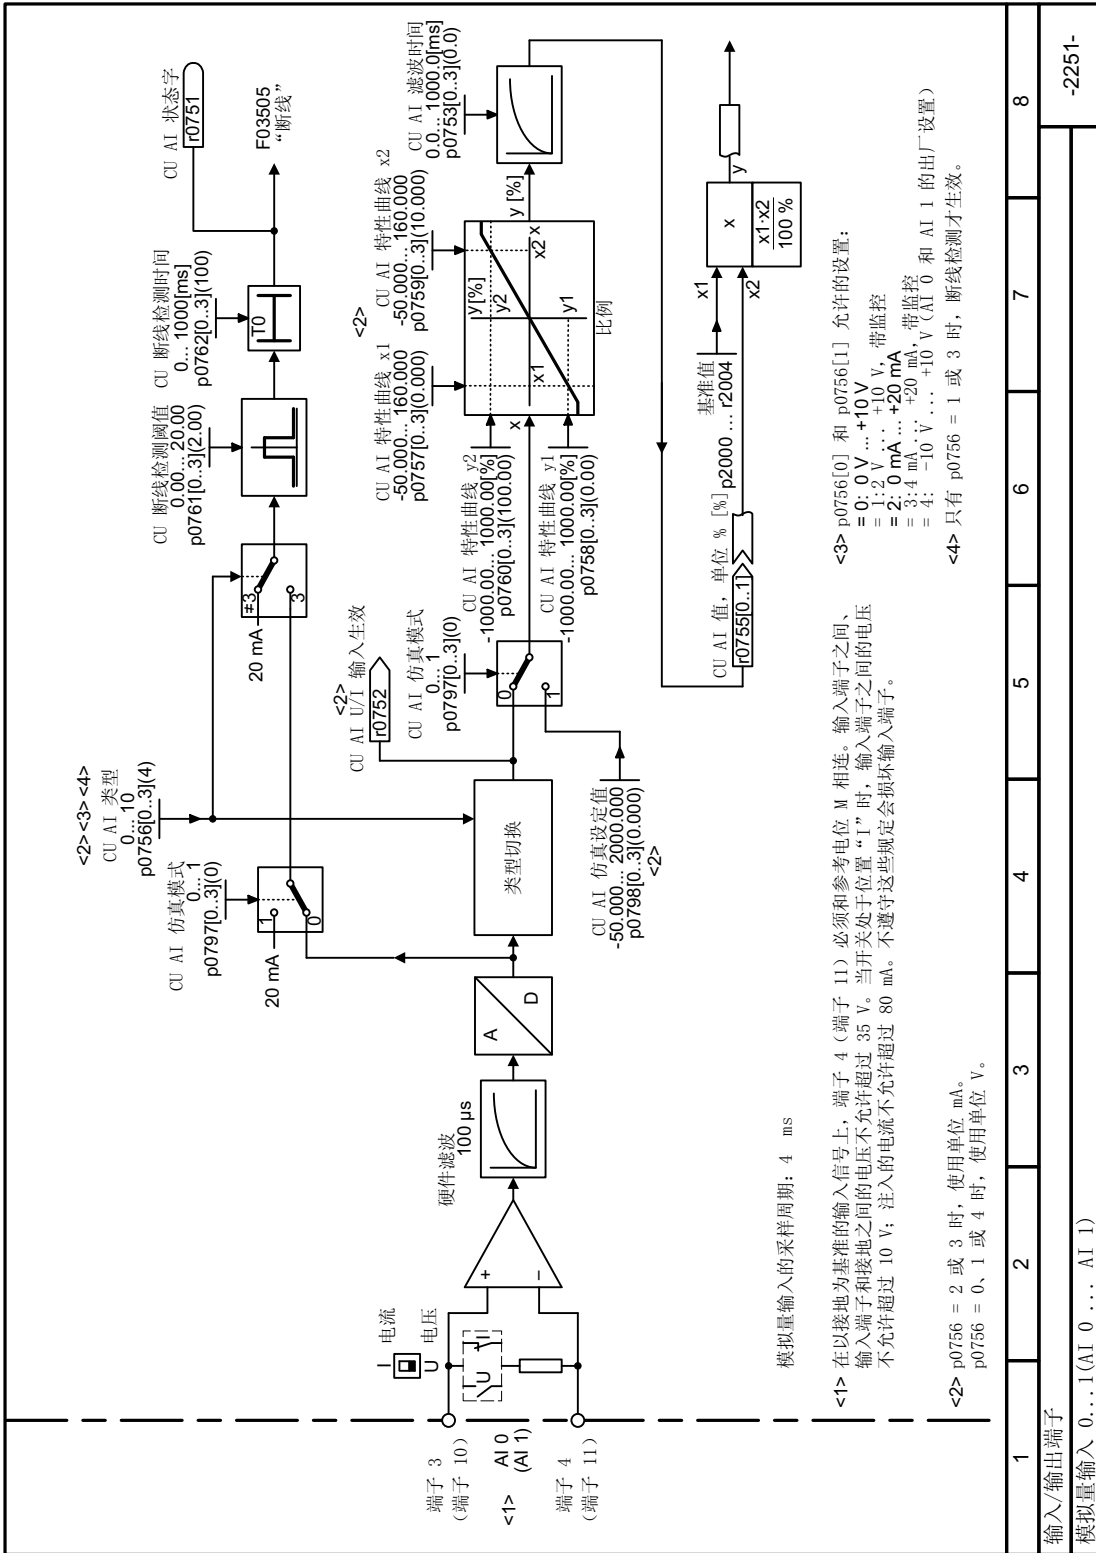 <2> <3> <4>
CU AI 类型
0... 10
p0756[0..3](4)
CU AI 仿真模式
0... 1
p0797[0..3](0)
20 mA
1
0
20 mA
≠3
3
CU 断线检测阈值
0.00... 20.00
p0761[0..3](2.00)
CU 断线检测时间
0... 1000[ms]
p0762[0..3](100)
T0
CU AI 状态字
r0751
F03505
“断线”
电流
I
U
电压
端子 3
(端子 10)
<1>
AI 0
(AI 1)
端子 4
(端子 11)
U
I
+
−
硬件滤波
100 µs
A
D
类型切换
<2>
CU AI U/I 输入生效
r0752
CU AI 仿真模式
0... 1
p0797[0..3](0)
0
1
CU AI 仿真设定值
-50.000... 2000.000
p0798[0..3](0.000)
<2>
<2>
CU AI 特性曲线 x1
-50.000... 160.000
p0757[0..3](0.000)
CU AI 特性曲线 x2
-50.000... 160.000
p0759[0..3](10.000)
CU AI 特性曲线 y2
-1000.00... 1000.00[%]
p0760[0..3](100.00)
CU AI 特性曲线 y1
-1000.00... 1000.00[%]
p0758[0..3](0.00)
x
y [%]
y2
x1
x2
x
y1
比例
y [%]
CU AI 滤波时间
0.0... 1000.0[ms]
p0753[0..3](0.0)
CU AI 值, 单位 % [%]
r0755[0..1]
基准值
p2000 ... r2004
x1
x2
x
x1·x2
100 %
y
模拟量输入的采样周期: 4 ms
<1> 在以接地为基准的输入信号上, 端子 4 (端子 11) 必须和参考电位 M 相连。输入端子之间、
输入端子和接地之间的电压不允许超过 35 V。当开关处于位置 “I” 时, 输入端子之间的电压
不允许超过 10 V; 注入的电流不允许超过 80 mA。不遵守这些规定会损坏输入端子。
<2> p0756 = 2 或 3 时, 使用单位 mA。
p0756 = 0、1 或 4 时, 使用单位 V。
<3> p0756[0] 和 p0756[1] 允许的设置:
= 0: 0 V ... +10 V
= 1:2 V ... +10 V, 带监控
= 2: 0 mA ... +20 mA
= 3:4 mA ... +20 mA, 带监控
= 4: -10 V ... +10 V (AI 0 和 AI 1 的出厂设置)
<4> 只有 p0756 = 1 或 3 时, 断线检测才生效。
1 2 3 4 5 6 7 8
输入/输出端子
模拟量输入 0...1(AI 0 ... AI 1)
-2251-